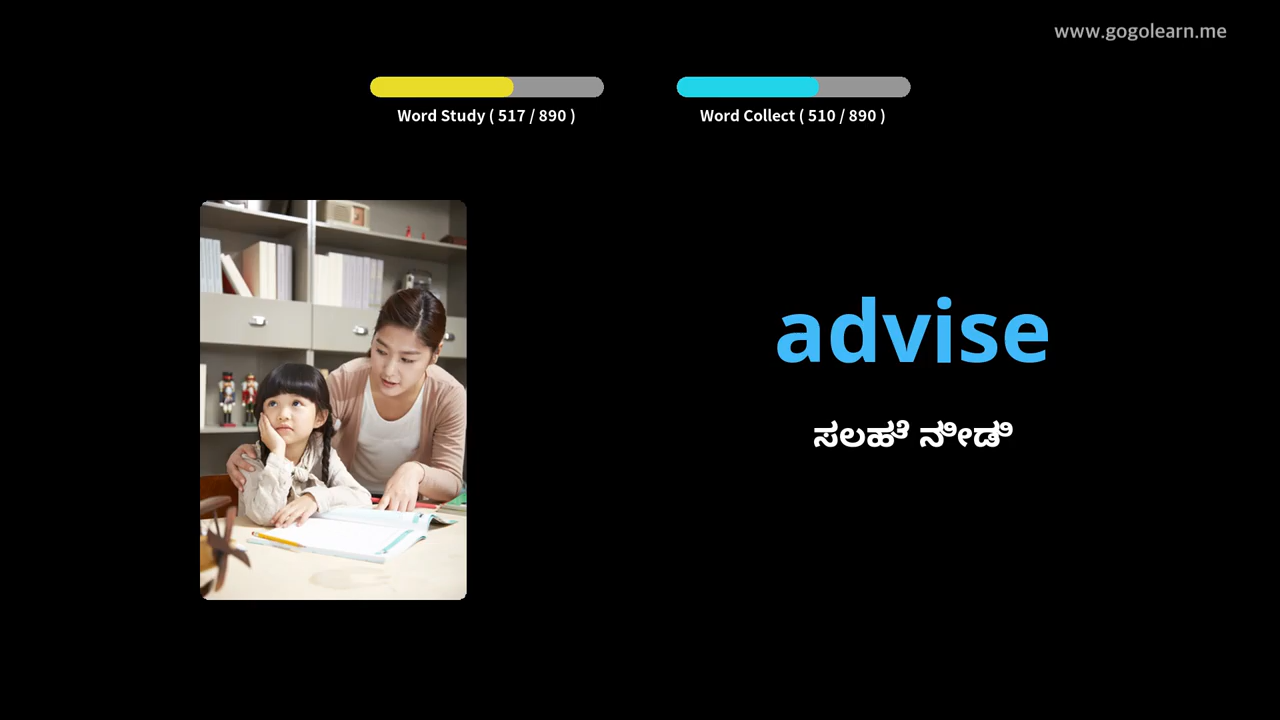 www.gogolearn.me
Word Study ( 517 / 890 )
Word Collect ( 510 / 890 )
advise
ಸಲಹೆ ನೀಡಿ